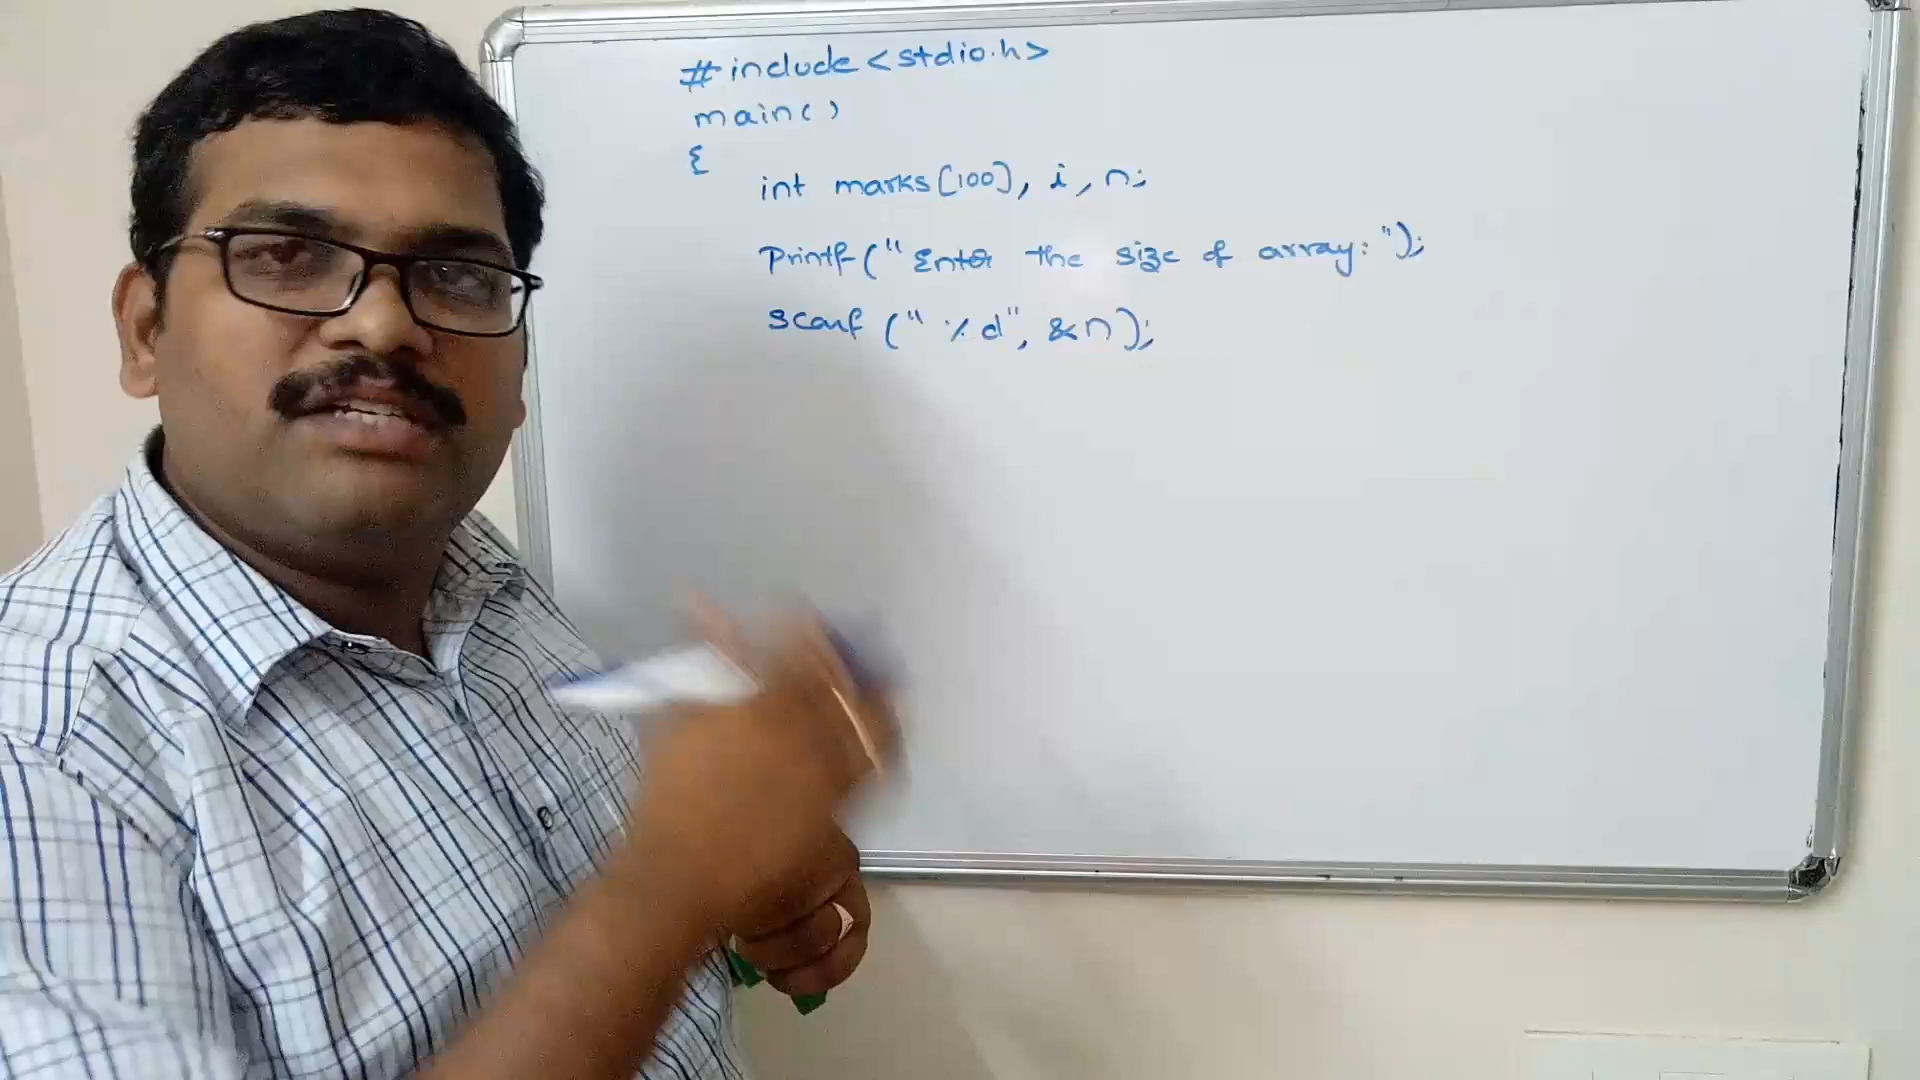 #include<stdio.h>
main()
{
int marks[100], i, n;
Printf("Enter the size of array:");
scanf ("%d", &n);